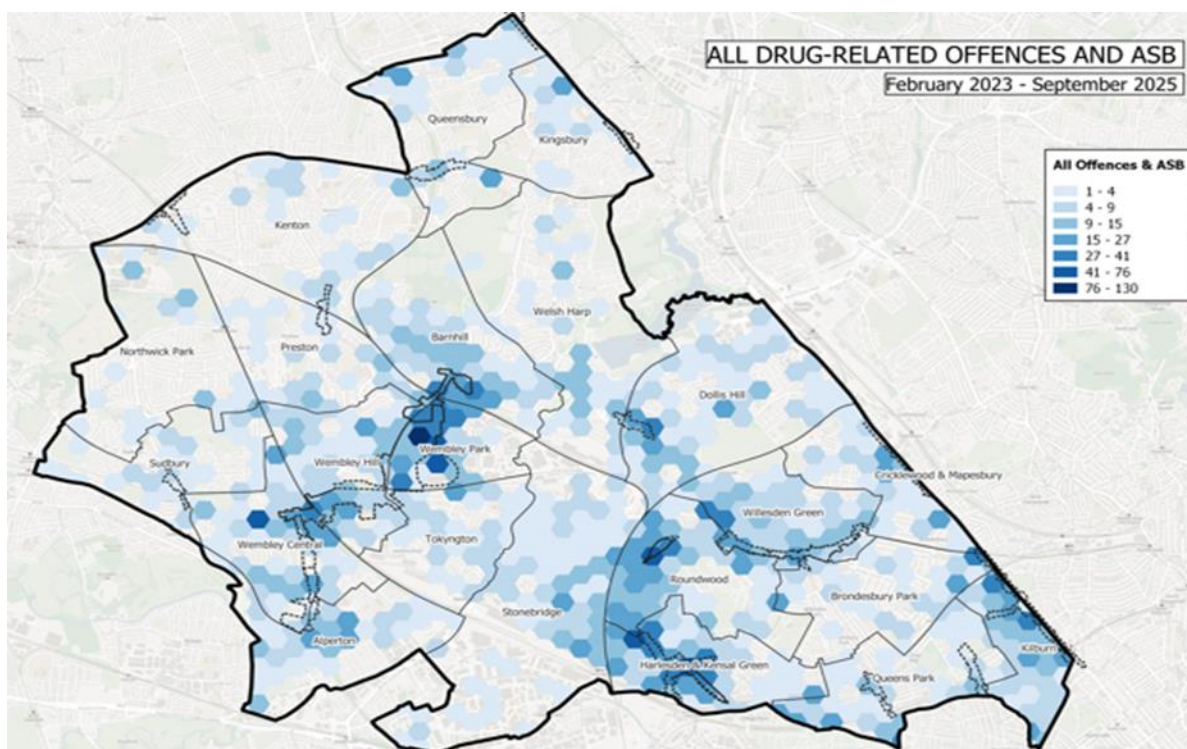 ALL DRUG-RELATED OFFENCES AND ASB
February 2023 - September 2025
All Offences & ASB
1 - 4
4 - 9
9 - 15
15 - 27
27 - 41
41 - 76
76 - 130
Queensbury
Kingsbury
Kenton
Welsh Harp
Barnhill
Preston
Northwick Park
Dollis Hill
Wembley Park
Wembley Hill
Sudbury
Cricklewood & Mapesbury
Willesden Green
Wembley Central
Tokyngton
Roundwood
Brondesbury Park
Stonebridge
Alperton
Kilburn
Harlesden & Kensal Green
Queens Park